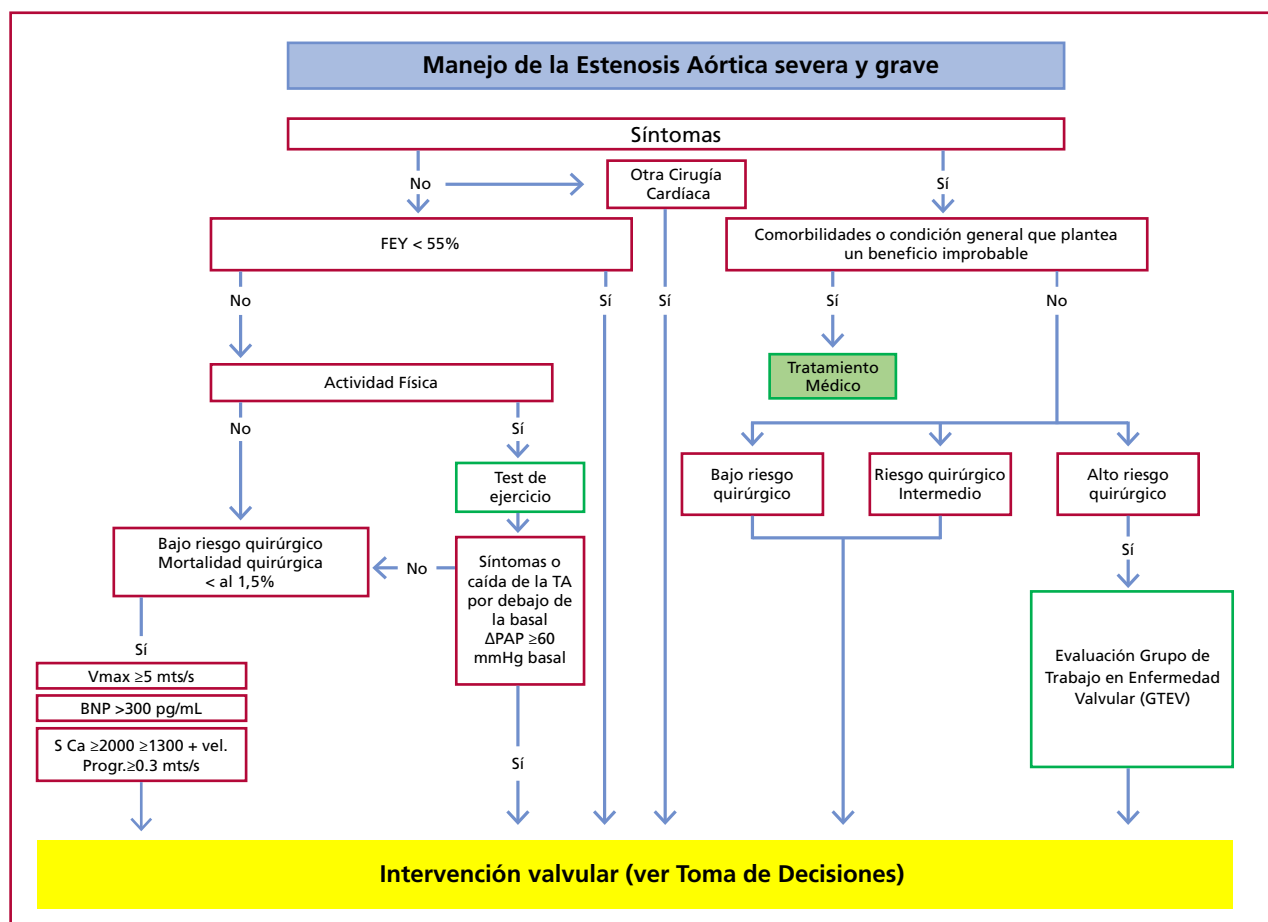 Manejo de la Estenosis Aórtica severa y grave
Síntomas
No
Otra Cirugía
Cardíaca
Sí
FEY < 55%
Comorbilidades o condición general que plantea
un beneficio improbable
No
Sí
Sí
Sí
No
Actividad Física
Tratamiento
Médico
No
Sí
Test de
ejercicio
Bajo riesgo
quirúrgico
Riesgo quirúrgico
Intermedio
Alto riesgo
quirúrgico
Bajo riesgo quirúrgico
Mortalidad quirúrgica
< al 1,5%
No
Síntomas o
caída de la TA
por debajo de
la basal
ΔPAP ≥60
mmHg basal
Sí
Sí
Vmax ≥5 mts/s
BNP >300 pg/mL
S Ca ≥2000 ≥1300 + vel.
Progr.≥0.3 mts/s
Evaluación Grupo de
Trabajo en Enfermedad
Valvular (GTEV)
Sí
Intervención valvular (ver Toma de Decisiones)